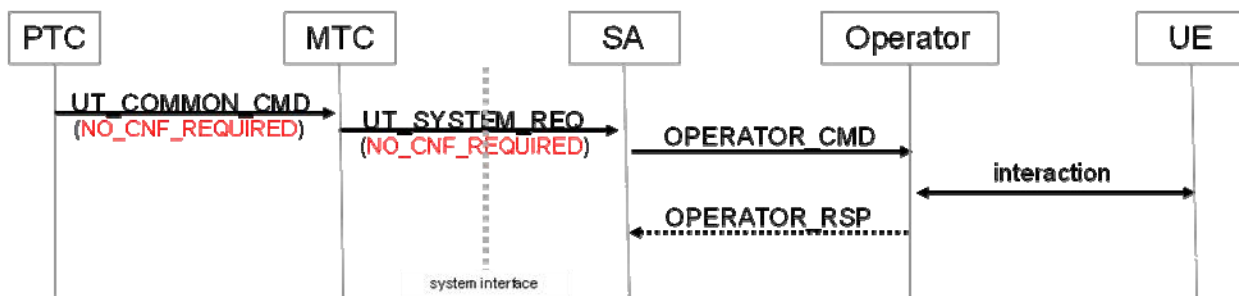 PTC MTC SA Operator UE
UT_COMMON_CMD
(NO_CNF_REQUIRED)
UT_SYSTEM_REQ
(NO_CNF_REQUIRED)
OPERATOR_CMD
interaction
OPERATOR_RSP
system interface